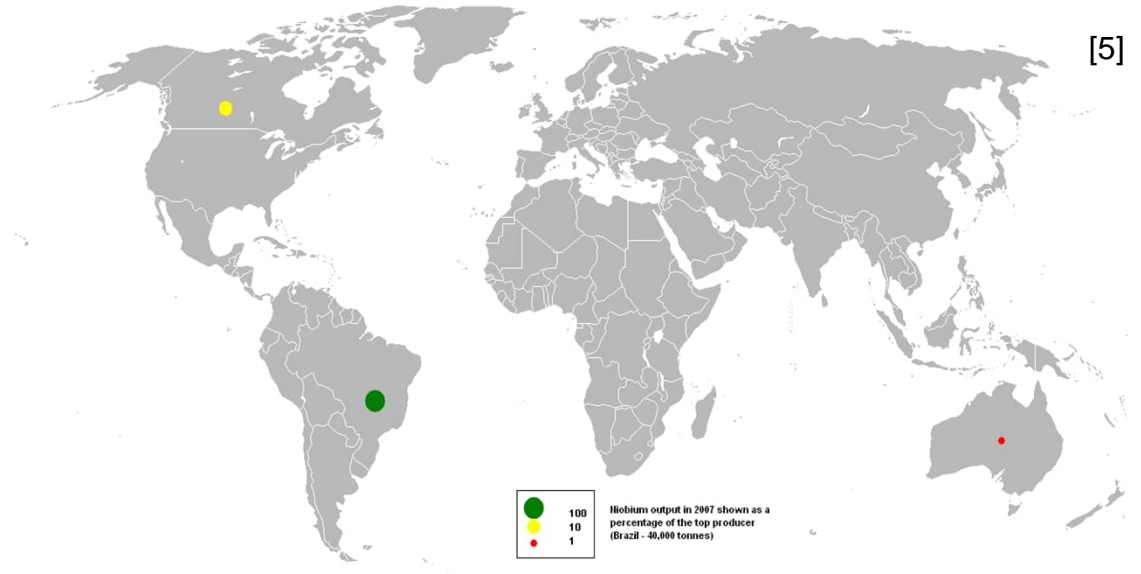 [5]
100
10
1
Niobium output in 2007 shown as a
percentage of the top producer
(Brazil - 40,000 tonnes)